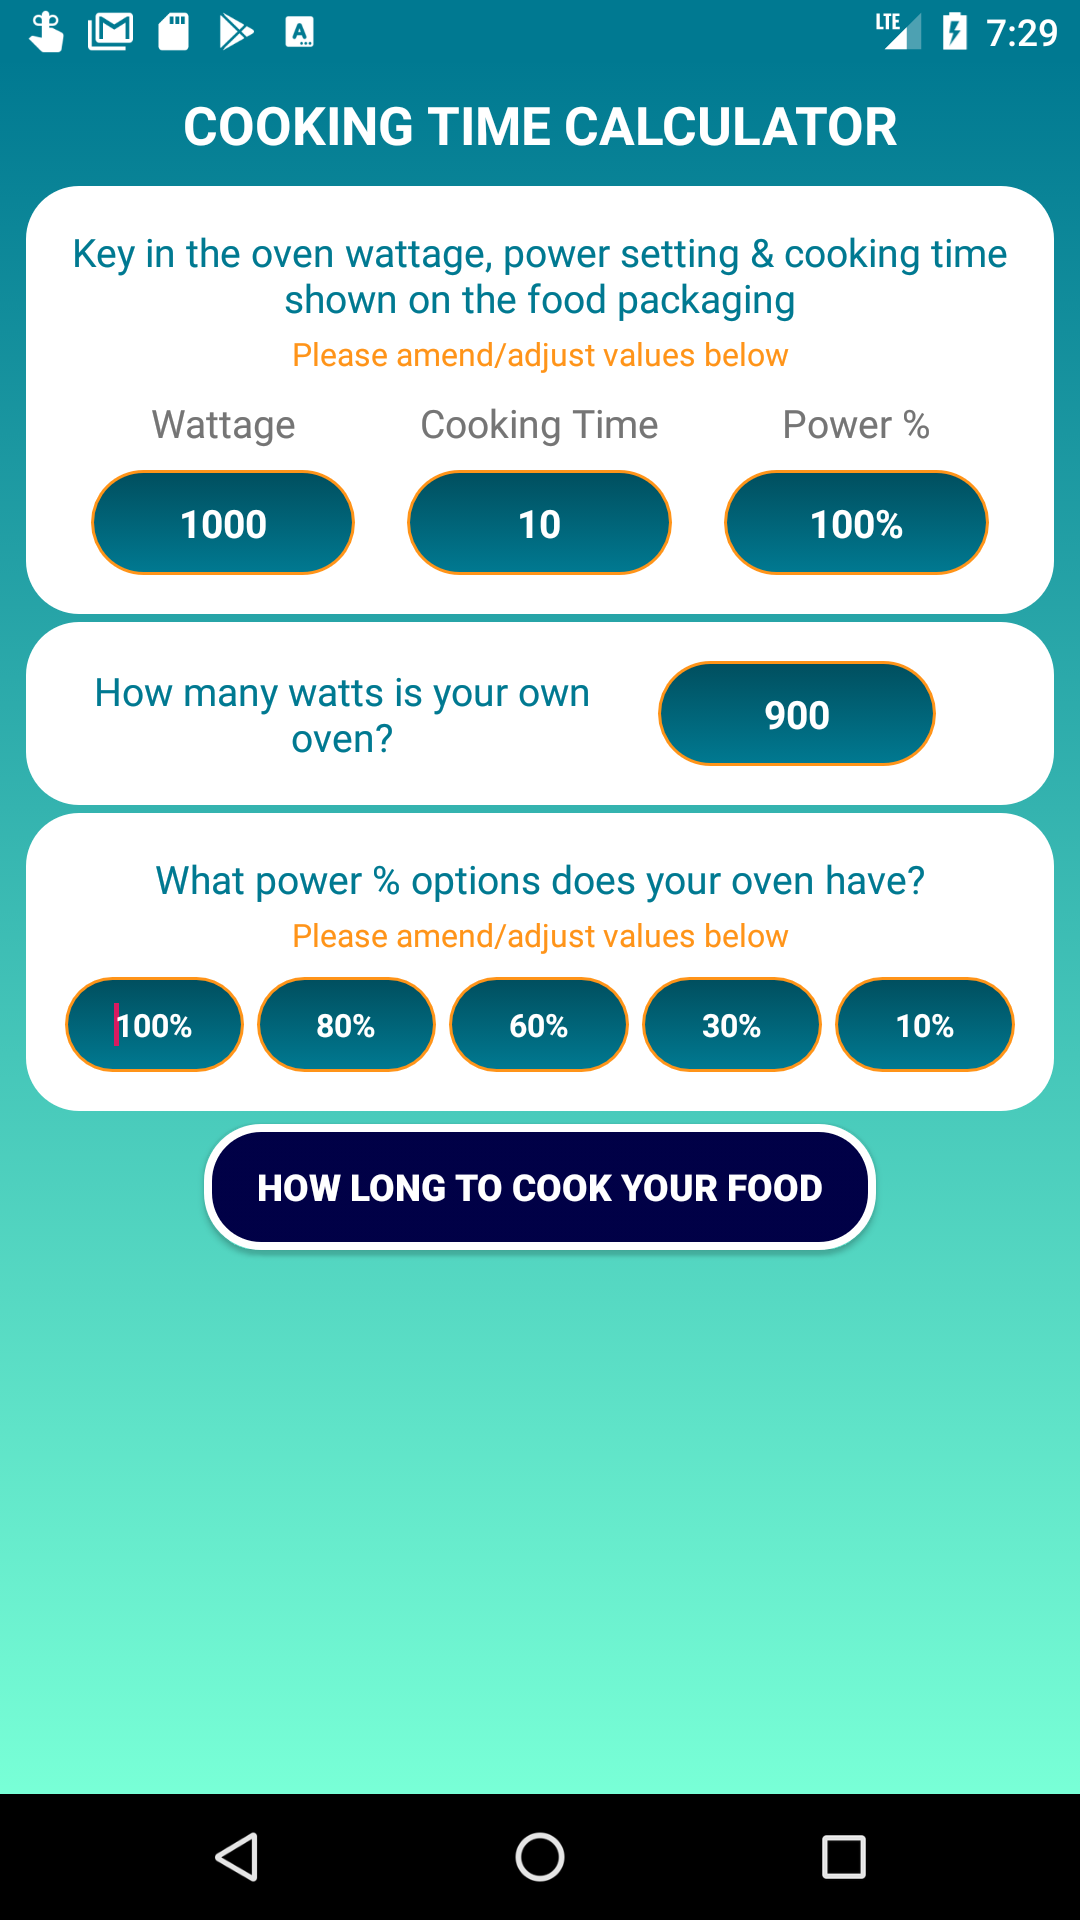 LTE 7:29
COOKING TIME CALCULATOR
Key in the oven wattage, power setting & cooking time
shown on the food packaging
Please amend/adjust values below
Wattage Cooking Time Power %
1000 10 100%
How many watts is your own
oven?
900
What power % options does your oven have?
Please amend/adjust values below
100% 80% 60% 30% 10%
HOW LONG TO COOK YOUR FOOD